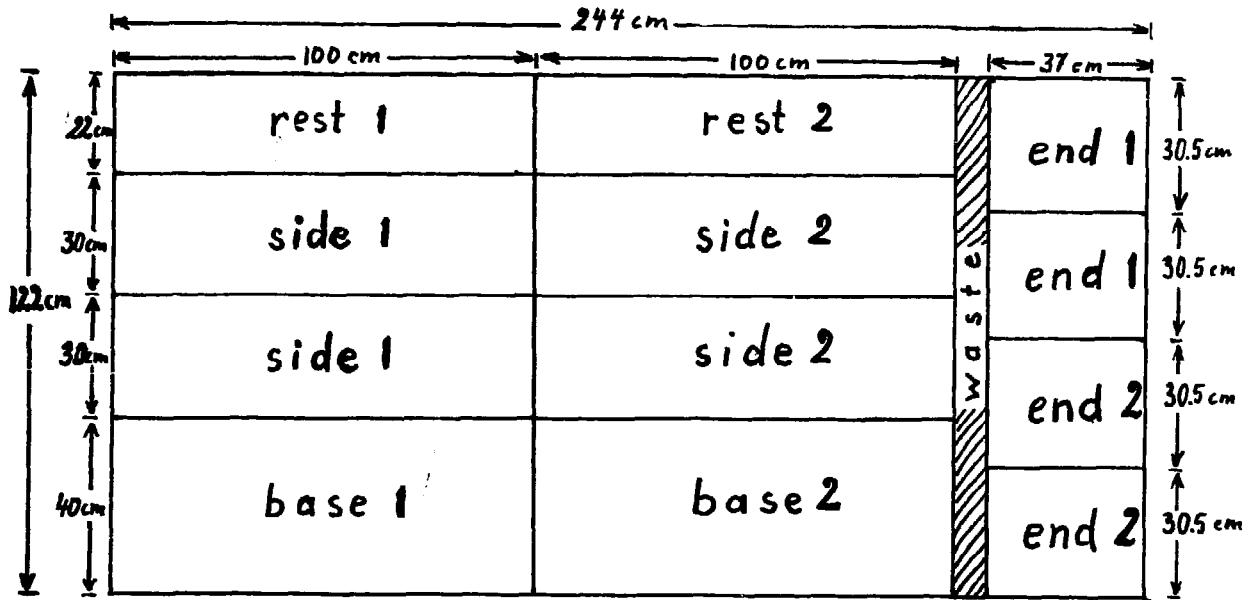 244 cm
100 cm 100 cm 37 cm
22cm rest 1 rest 2 end 1 30.5 cm
30cm side 1 side 2 end 1 30.5 cm
122cm
waste
30cm side 1 side 2 end 2 30.5 cm
40cm base 1 base 2 end 2 30.5 cm